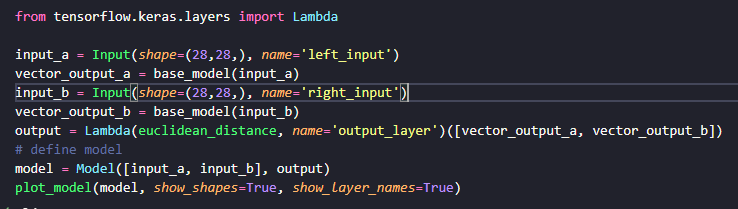 from tensorflow.keras.layers import Lambda
input_a = Input(shape=(28,28,), name='left_input')
vector_output_a = base_model(input_a)
input_b = Input(shape=(28,28,), name='right_input')
vector_output_b = base_model(input_b)
output = Lambda(euclidean_distance, name='output_layer')([vector_output_a, vector_output_b])
# define model
model = Model([input_a, input_b], output)
plot_model(model, show_shapes=True, show_layer_names=True)